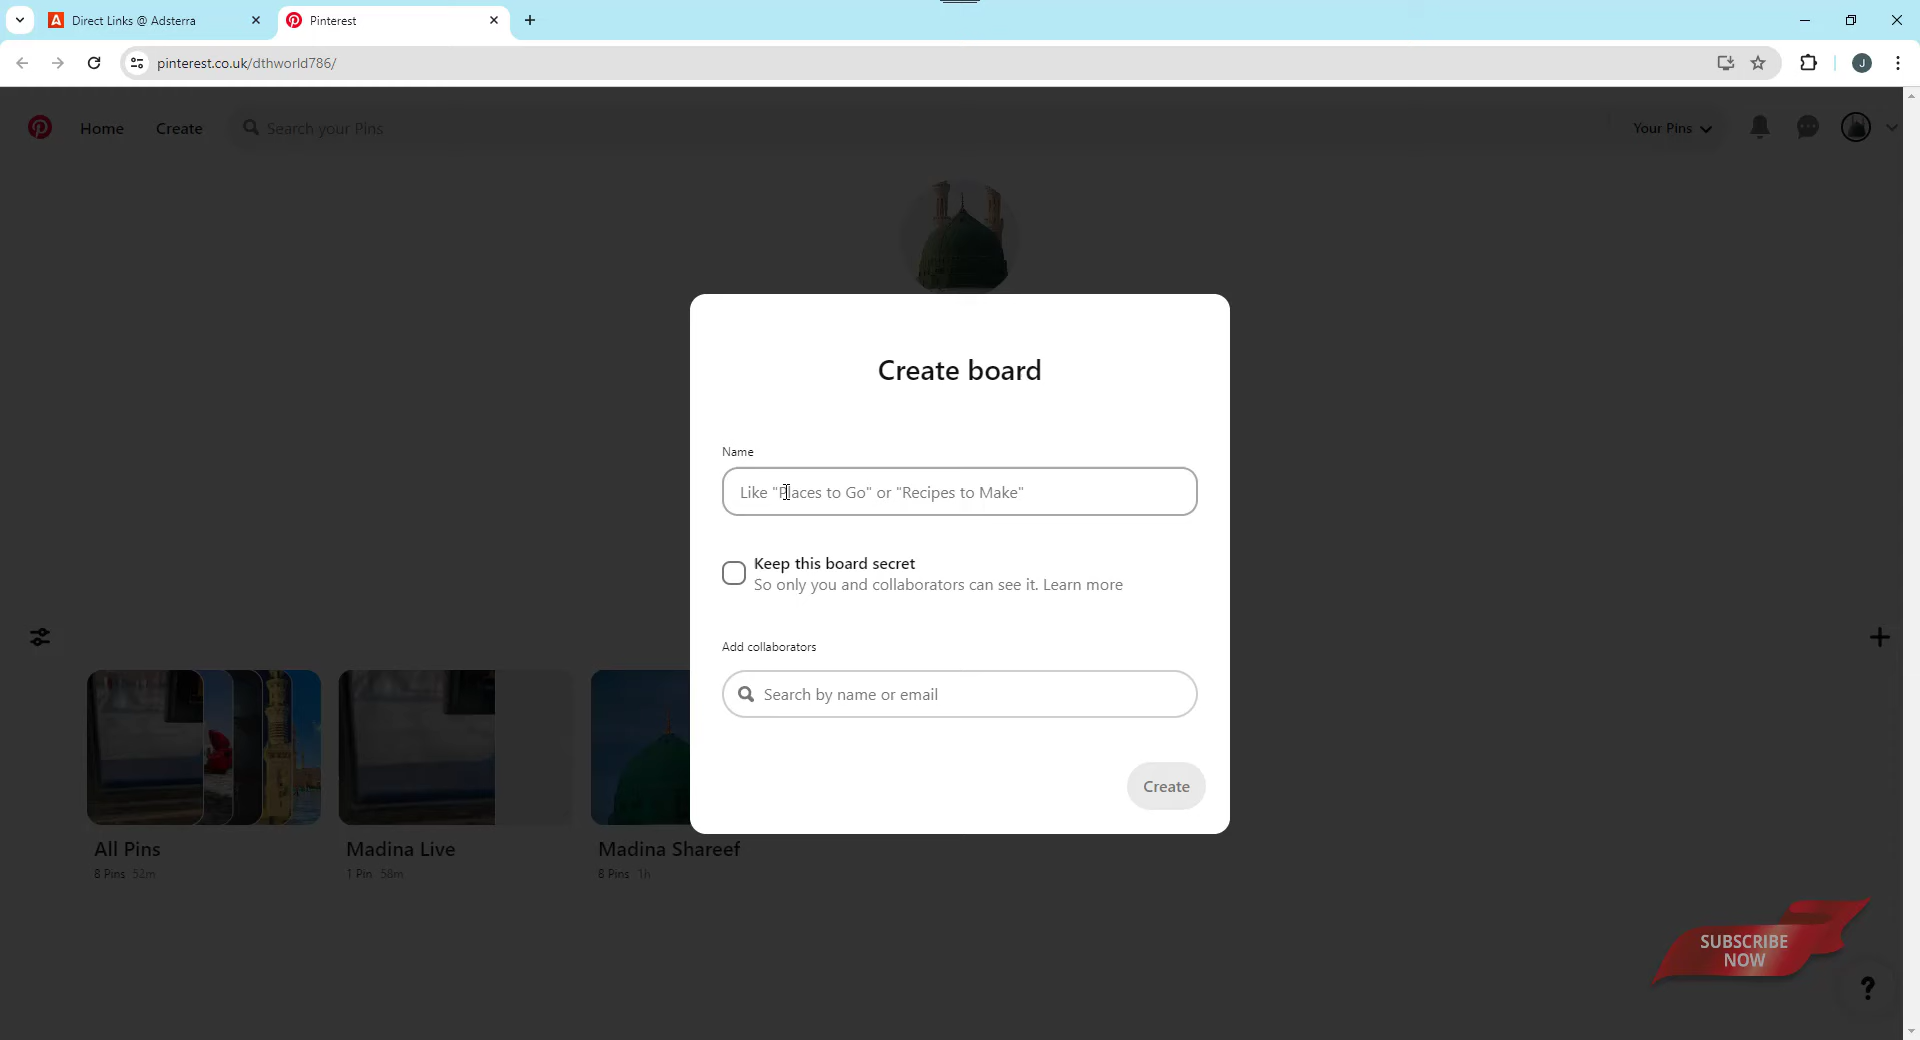 Direct Links @ Adsterra
Pinterest
pinterest.co.uk/dthworld786/
J
Home
Create
Search your Pins
Your Pins
Create board
Name
Like "Places to Go" or "Recipes to Make"
Keep this board secret
So only you and collaborators can see it. Learn more
Add collaborators
Search by name or email
Create
All Pins
8 Pins 52m
Madina Live
1 Pin 58m
Madina Shareef
8 Pins 1h
SUBSCRIBE
NOW
?